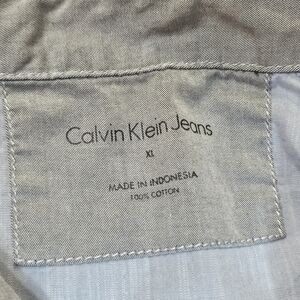 Calvin Klein Jeans
XL
MADE IN INDONESIA
100% COTTON